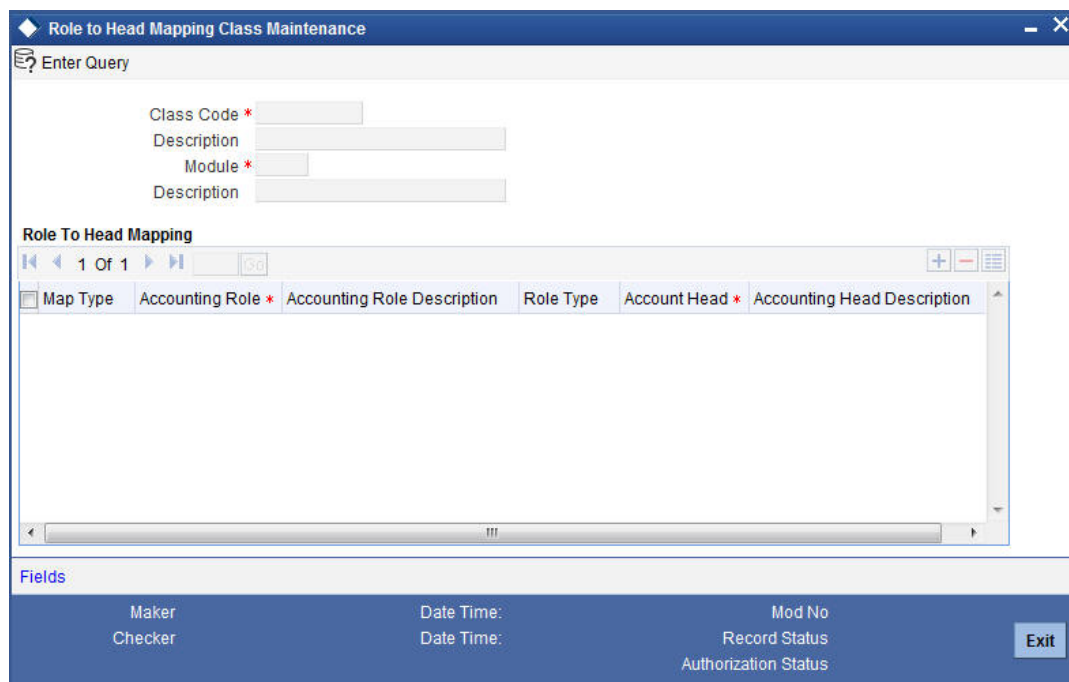 Role to Head Mapping Class Maintenance
Enter Query
Class Code *
Description
Module *
Description
Role To Head Mapping
1 Of 1 Go
Map Type Accounting Role * Accounting Role Description Role Type Account Head * Accounting Head Description
Fields
Maker Date Time: Mod No
Checker Date Time: Record Status
Authorization Status
Exit